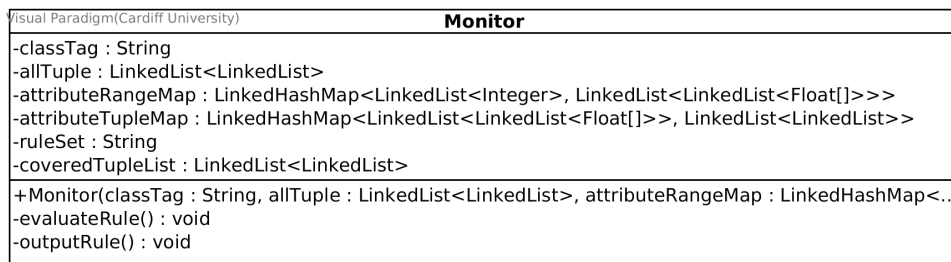 Visual Paradigm(Cardiff University)
Monitor
-classTag : String
-allTuple : LinkedList<LinkedList>
-attributeRangeMap : LinkedHashMap<LinkedList<Integer>, LinkedList<LinkedList<Float[]>>>
-attributeTupleMap : LinkedHashMap<LinkedList<LinkedList<Float[]>>, LinkedList<LinkedList>>
-ruleSet : String
-coveredTupleList : LinkedList<LinkedList>
+Monitor(classTag : String, allTuple : LinkedList<LinkedList>, attributeRangeMap : LinkedHashMap<..
-evaluateRule() : void
-outputRule() : void